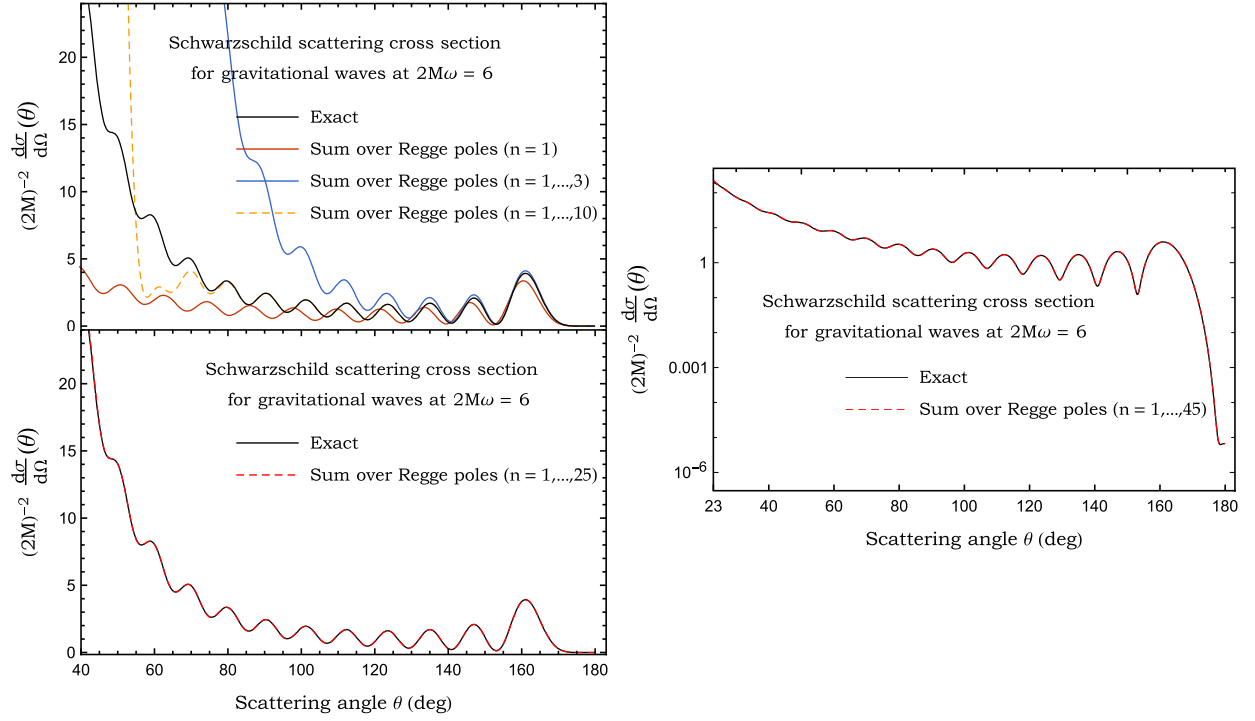 Schwarzschild scattering cross section
for gravitational waves at 2Mω = 6
Exact
Sum over Regge poles (n = 1)
Sum over Regge poles (n = 1,...,3)
Sum over Regge poles (n = 1,...,10)
(2M)⁻² dσ/dΩ (θ)
20
15
10
5
0
Schwarzschild scattering cross section
for gravitational waves at 2Mω = 6
Exact
Sum over Regge poles (n = 1,...,25)
(2M)⁻² dσ/dΩ (θ)
20
15
10
5
0
40 60 80 100 120 140 160 180
Scattering angle θ (deg)
Schwarzschild scattering cross section
for gravitational waves at 2Mω = 6
Exact
Sum over Regge poles (n = 1,...,45)
(2M)⁻² dσ/dΩ (θ)
1
0.001
10⁻⁶
23 40 60 80 100 120 140 160 180
Scattering angle θ (deg)